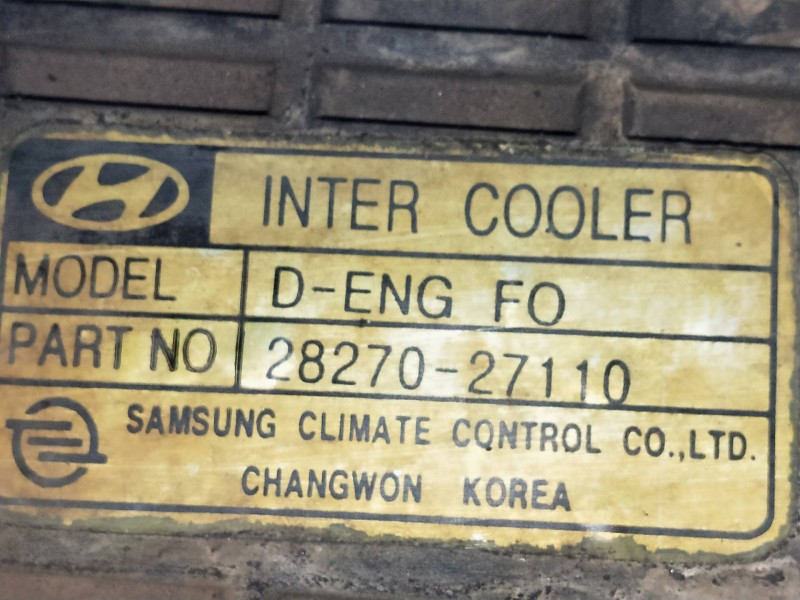 INTER COOLER
MODEL D-ENG FO
PART NO 28270-27110
SAMSUNG CLIMATE CONTROL CO.,LTD.
CHANGWON KOREA